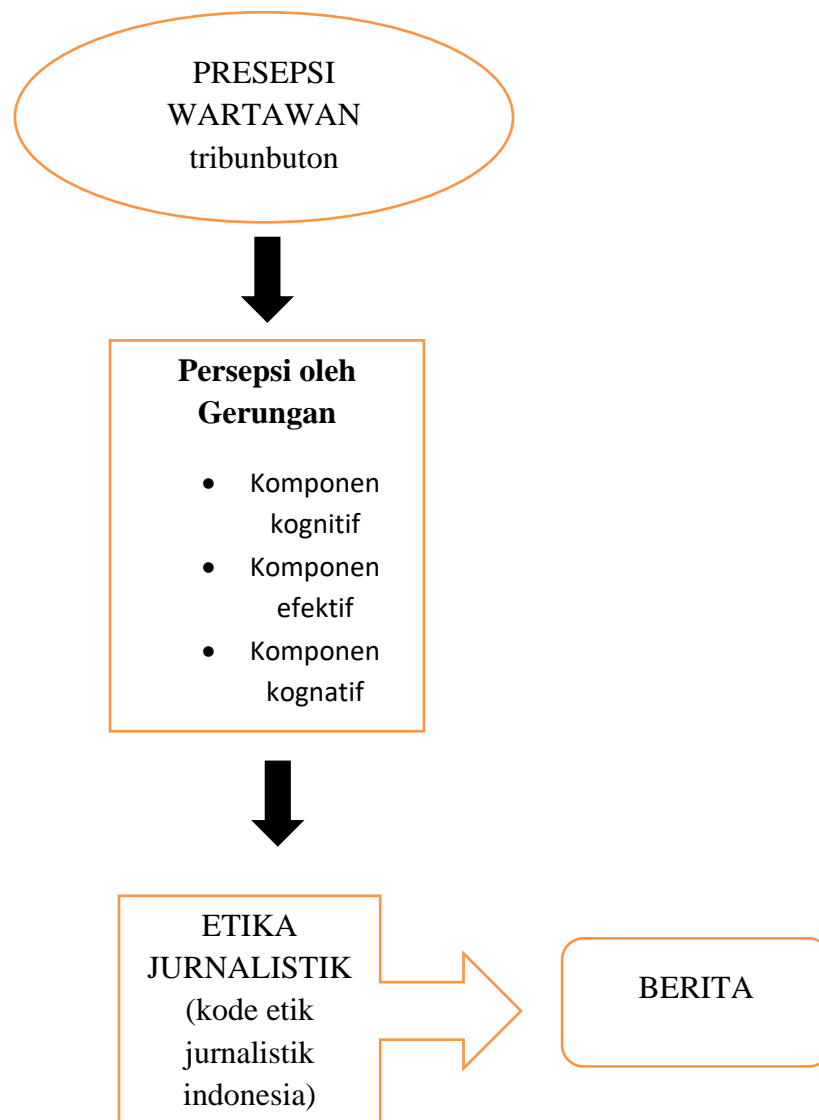 PRESEPSI
WARTAWAN
tribunbuton
Persepsi oleh
Gerungan
• Komponen
kognitif
• Komponen
efektif
• Komponen
kognatif
ETIKA
JURNALISTIK
(kode etik
jurnalistik
indonesia)
BERITA